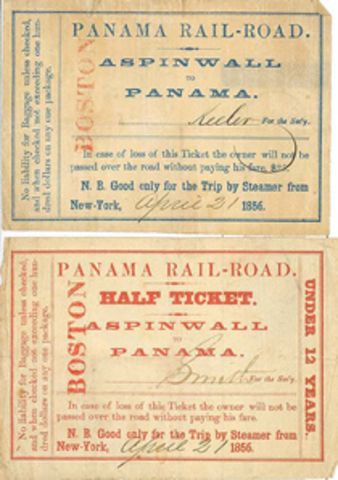 No liability for Baggage unless checked,
and when checked not exceeding one hun-
dred dollars on any one package.
BOSTON
PANAMA RAIL-ROAD.
ASPINWALL
TO
PANAMA.
For the Sec'y.
In case of loss of this Ticket the owner will not be
passed over the road without paying his fare, &c.
N. B. Good only for the Trip by Steamer from
New-York, April 21 1856.
No liability for Baggage unless checked,
and when checked not exceeding one hun-
dred dollars on any one package.
BOSTON
PANAMA RAIL-ROAD.
HALF TICKET.
ASPINWALL
TO
PANAMA.
For the Sec'y.
In case of loss of this Ticket the owner will not be
passed over the road without paying his fare.
N. B. Good only for the Trip by Steamer from
New-York, April 21 1856.
UNDER 12 YEARS.